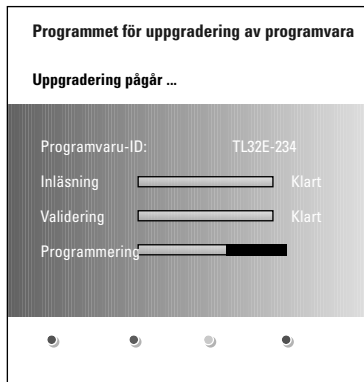 Programmet för uppgradering av programvara
Uppgradering pågår ...
Programvaru-ID: TL32E-234
Inläsning Klart
Validering Klart
Programmering